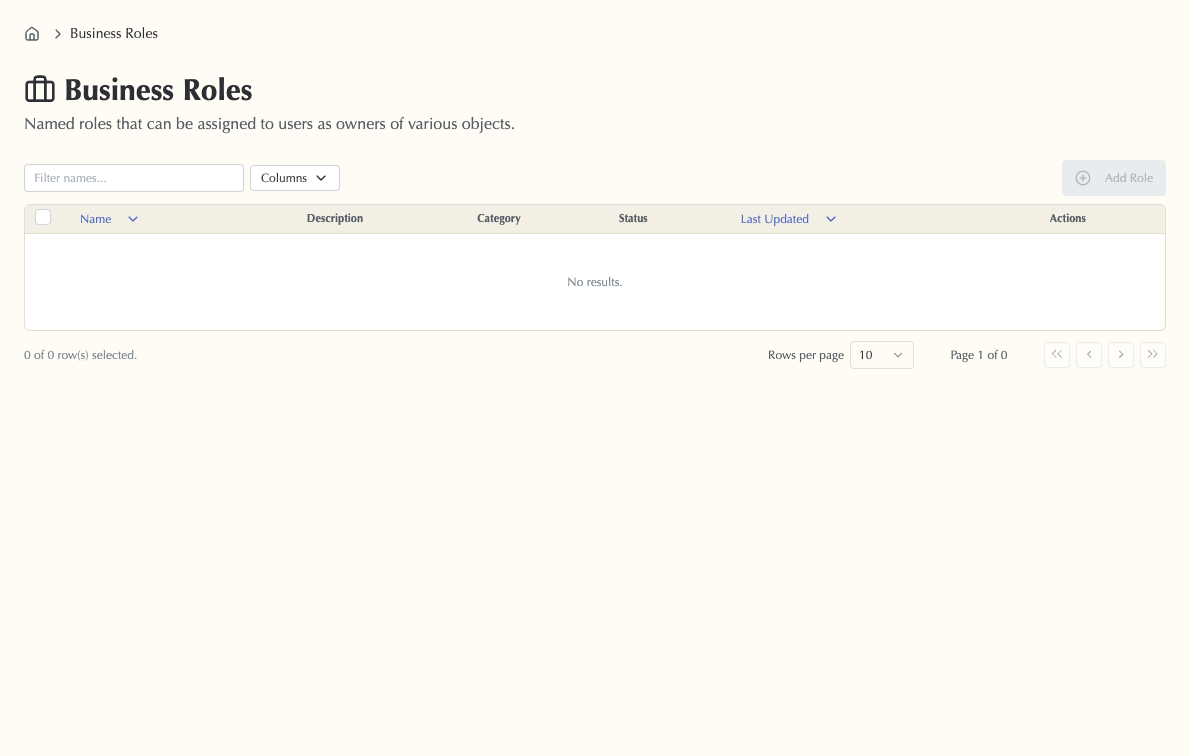 Business Roles
Business Roles
Named roles that can be assigned to users as owners of various objects.
Filter names... Columns Add Role
Name Description Category Status Last Updated Actions
No results.
0 of 0 row(s) selected. Rows per page 10 Page 1 of 0